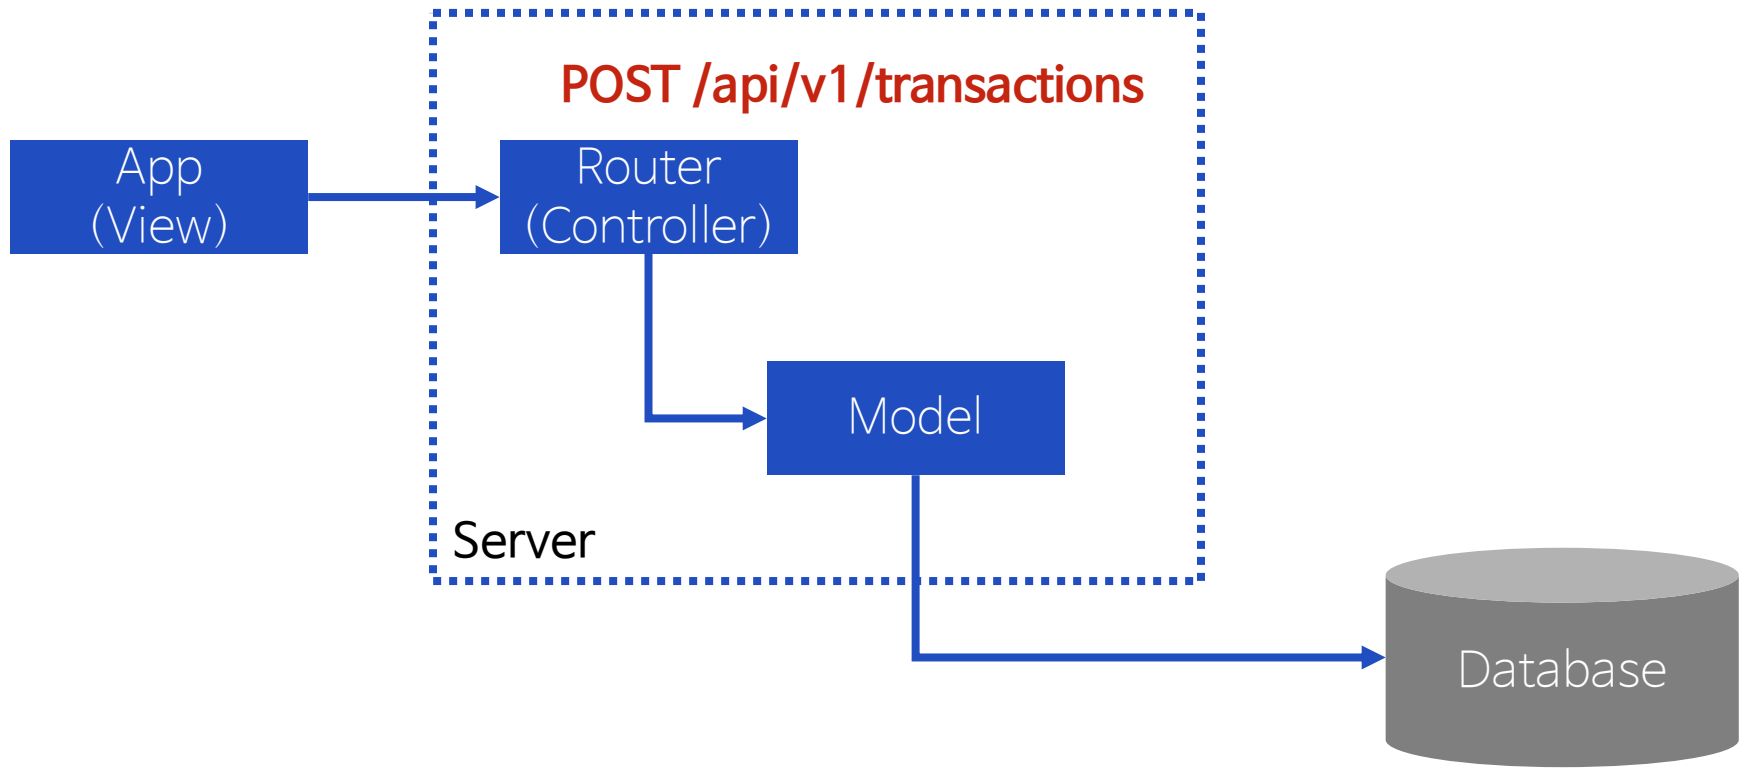 POST /api/v1/transactions
App
(View)
Router
(Controller)
Model
Server
Database